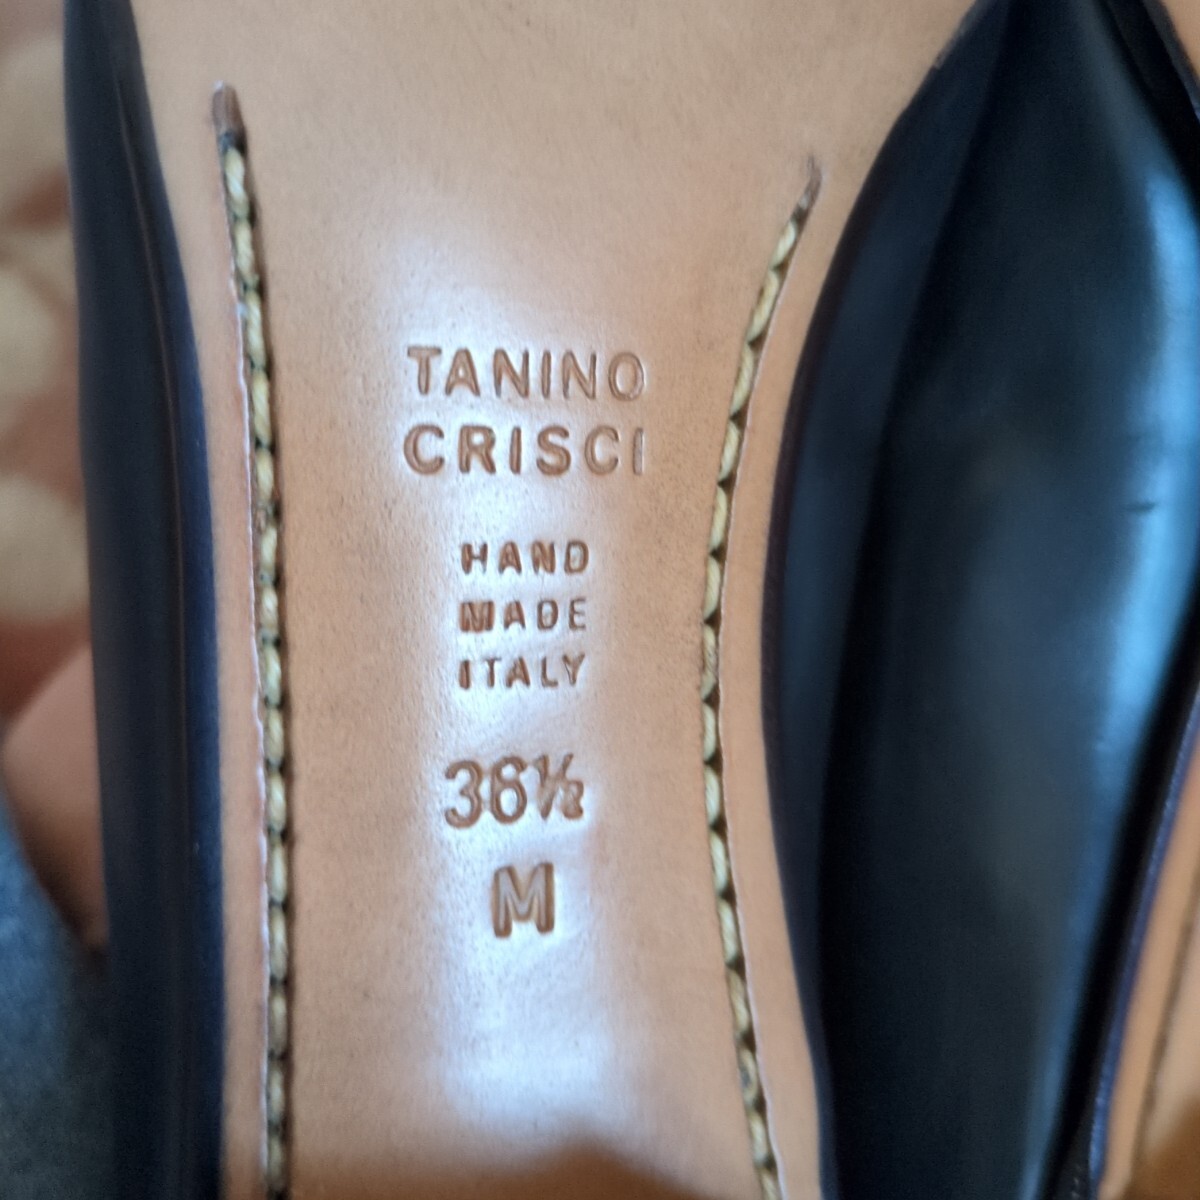 TANINO
CRISCI
HAND
MADE
ITALY
36½
M